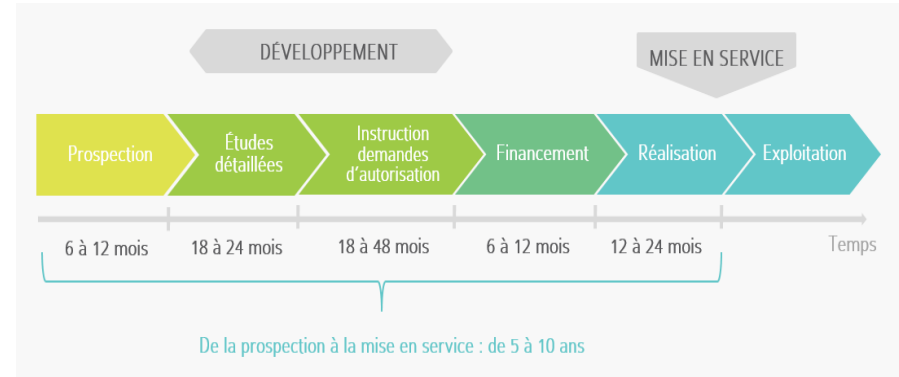 DÉVELOPPEMENT
MISE EN SERVICE
Prospection
Études
détaillées
Instruction
demandes
d'autorisation
Financement
Réalisation
Exploitation
6 à 12 mois
18 à 24 mois
18 à 48 mois
6 à 12 mois
12 à 24 mois
Temps
De la prospection à la mise en service : de 5 à 10 ans